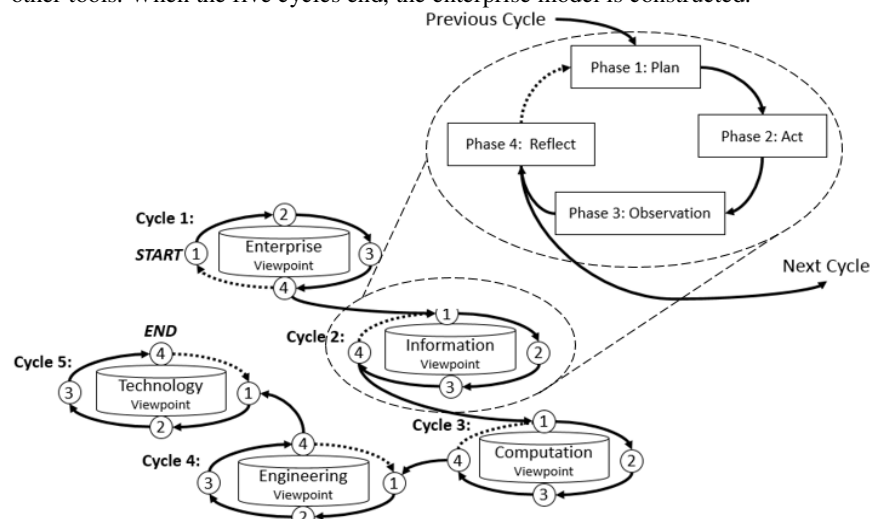 other tools. When the five cycles end, the enterprise model is constructed.
Previous Cycle
Phase 1: Plan
Phase 2: Act
Phase 4: Reflect
Phase 3: Observation
Next Cycle
Cycle 1:
START
1
2
3
4
Enterprise
Viewpoint
Cycle 2:
1
2
3
4
Information
Viewpoint
END
Cycle 5:
4
1
2
3
Technology
Viewpoint
Cycle 3:
1
2
3
4
Computation
Viewpoint
Cycle 4:
4
1
2
3
Engineering
Viewpoint